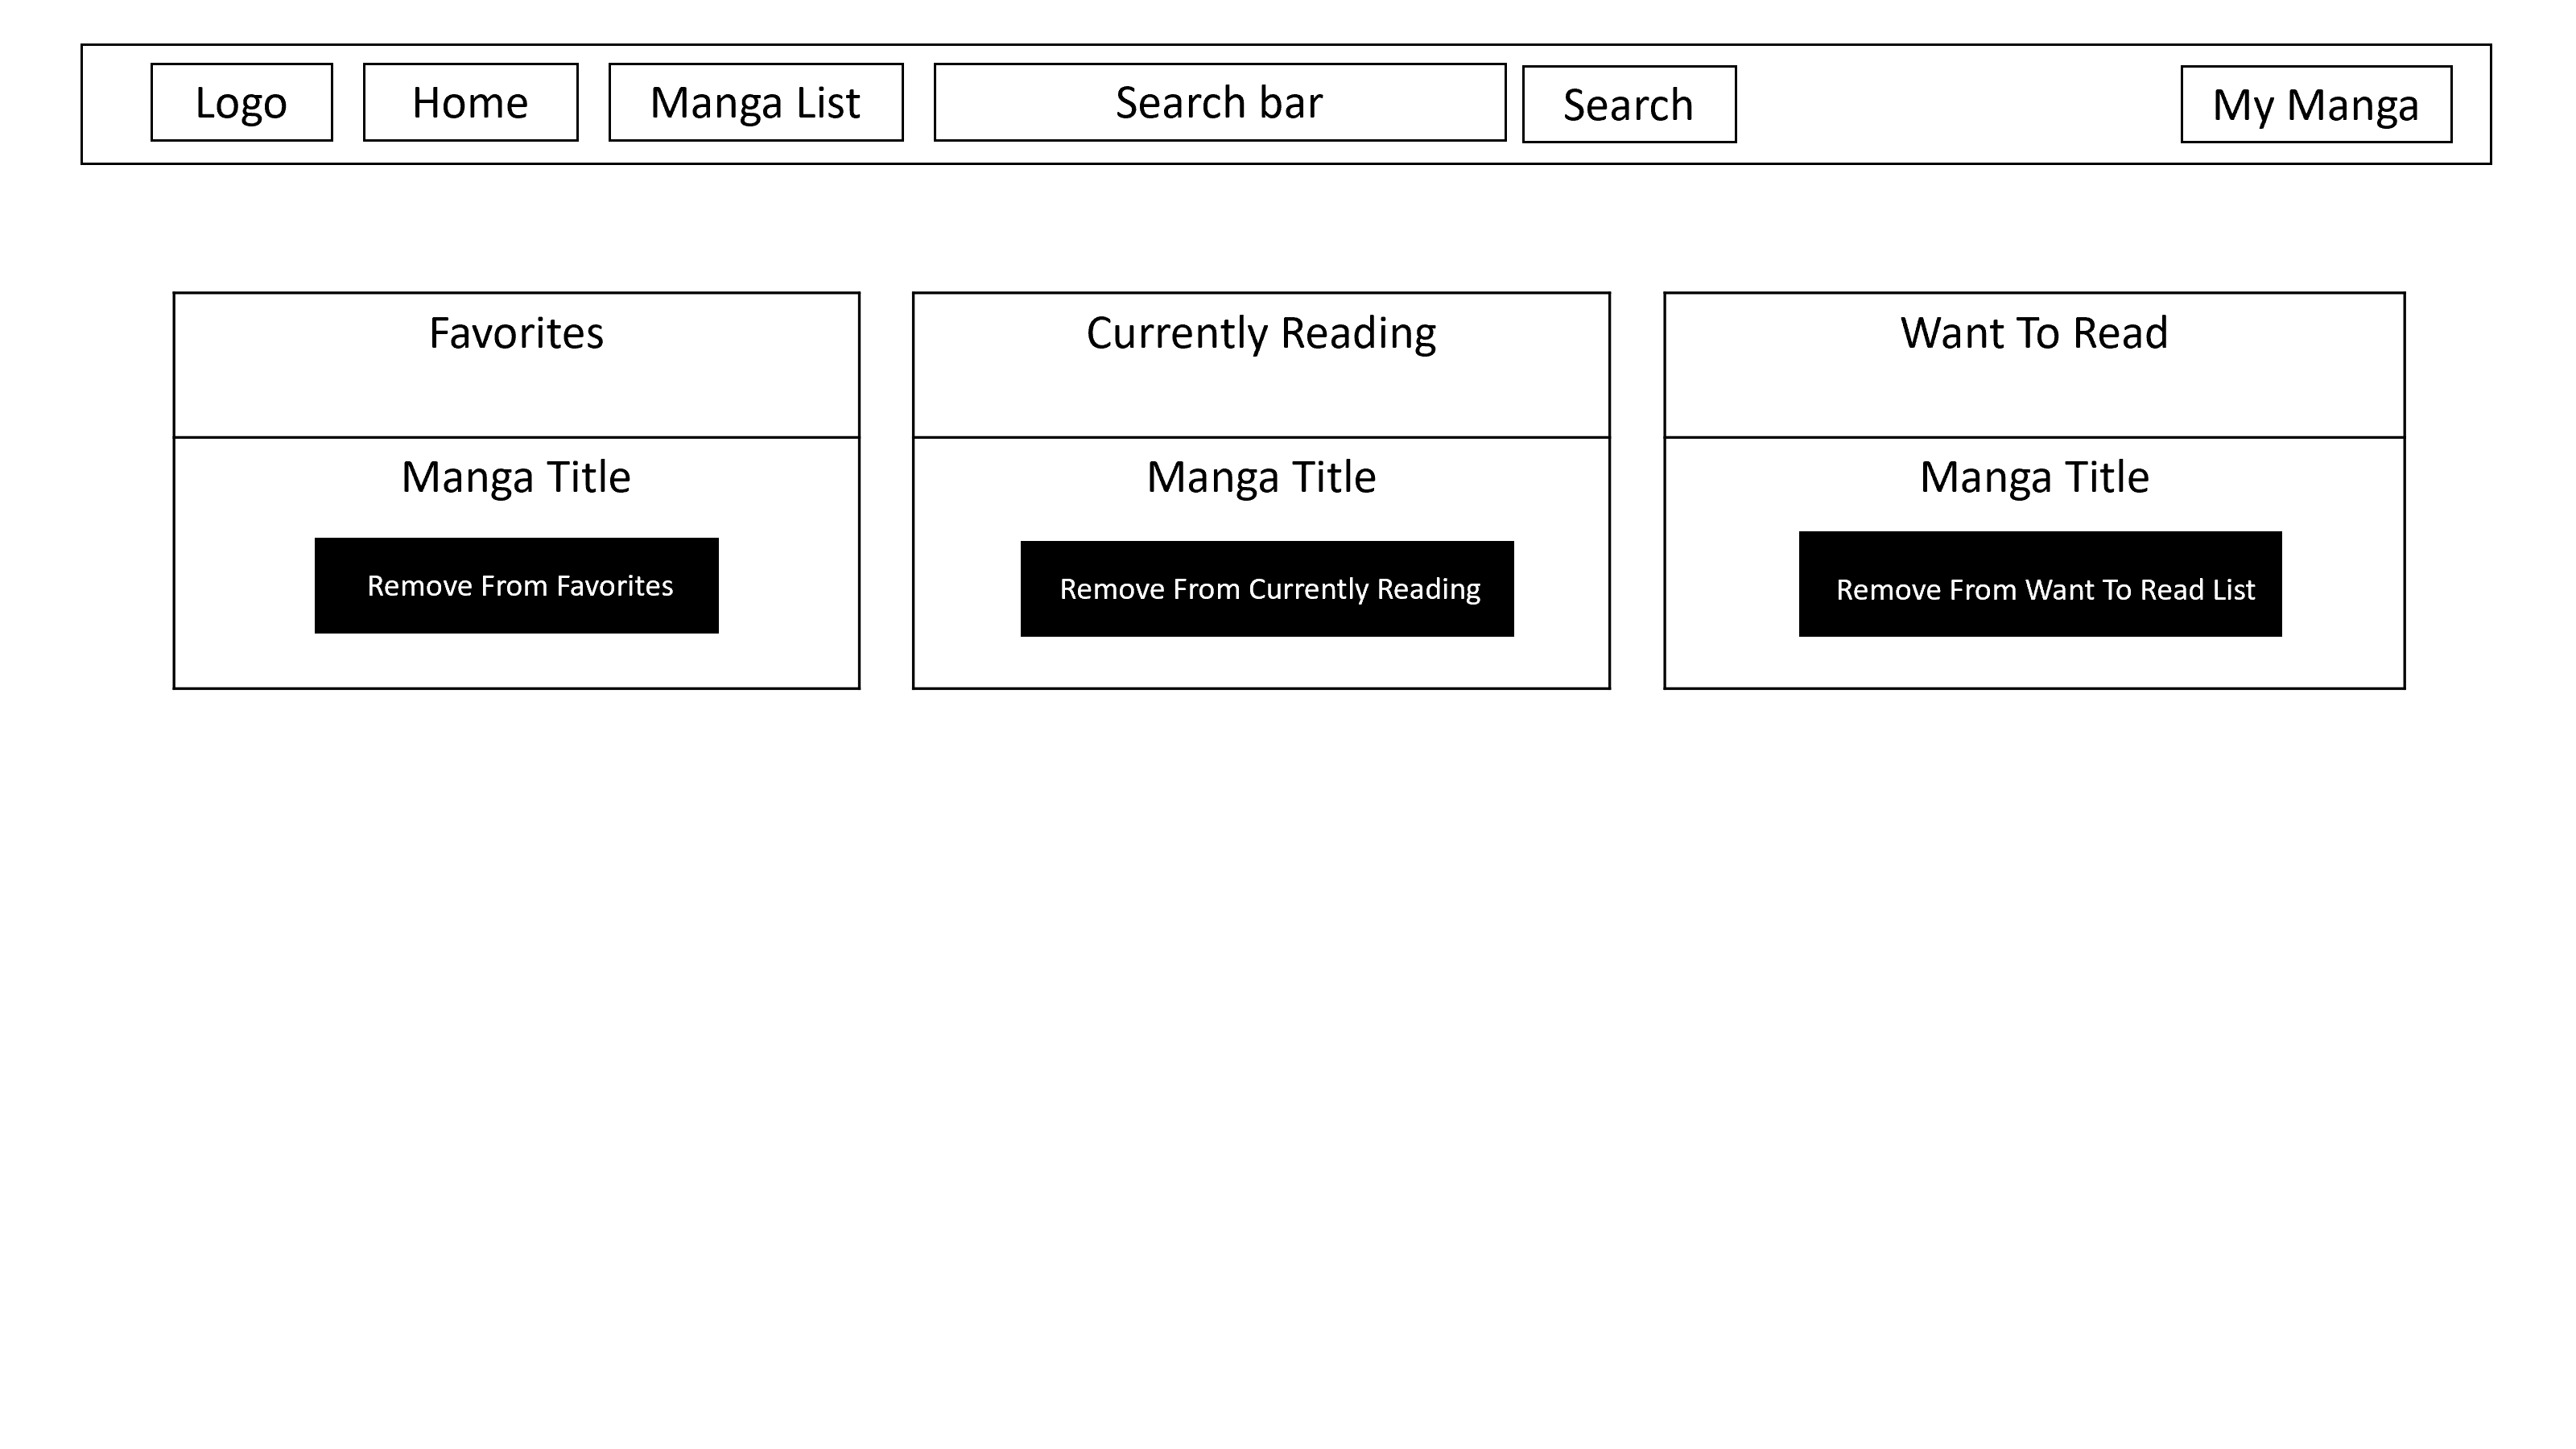 Logo
Home
Manga List
Search bar
Search
My Manga
Favorites
Manga Title
Remove From Favorites
Currently Reading
Manga Title
Remove From Currently Reading
Want To Read
Manga Title
Remove From Want To Read List